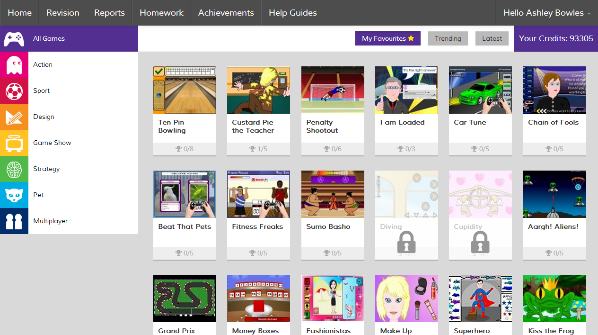 Home Revision Reports Homework Achievements Help Guides Hello Ashley Bowles
All Games My Favourites Trending Latest Your Credits: 93305
Action
Sport
Design
Game Show
Strategy
Pet
Multiplayer
Ten Pin Bowling
0/8
Custard Pie the Teacher
1/5
Penalty Shootout
0/6
I am Loaded
0/3
Car Tune
0/5
Chain of Fools
0/5
Beat That Pets
0/5
Fitness Freaks
0/5
Sumo Basho
0/5
Diving
Cupidity
Aargh! Aliens!
0/5
Grand Prix
Money Boxes
Fashionistas
Make Up
Superhero
Kiss the Frog